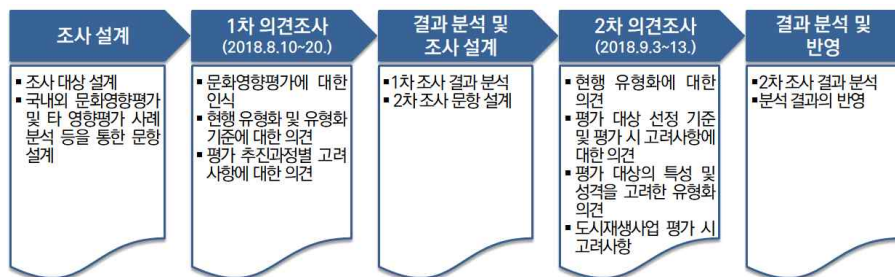 조사 설계
▪ 조사 대상 설계
▪ 국내외 문화영향평가
및 타 영향평가 사례
분석 등을 통한 문항
설계
1차 의견조사
(2018.8.10~20.)
▪ 문화영향평가에 대한
인식
▪ 현행 유형화 및 유형화
기준에 대한 의견
▪ 평가 추진과정별 고려
사항에 대한 의견
결과 분석 및
조사 설계
▪ 1차 조사 결과 분석
▪ 2차 조사 문항 설계
2차 의견조사
(2018.9.3~13.)
▪ 현행 유형화에 대한
의견
▪ 평가 대상 선정 기준
및 평가 시 고려사항에
대한 의견
▪ 평가 대상의 특성 및
성격을 고려한 유형화
의견
▪ 도시재생사업 평가 시
고려사항
결과 분석 및
반영
▪ 2차 조사 결과 분석
▪ 분석 결과의 반영